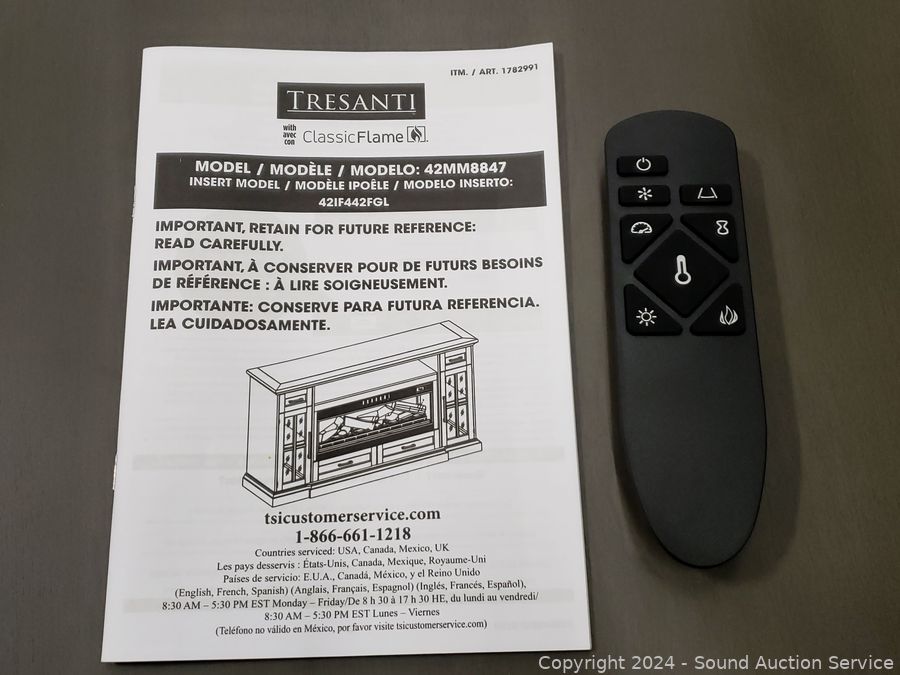 ITM. / ART. 1782991
TRESANTI
with
avec
con
ClassicFlame
MODEL / MODÈLE / MODELO: 42MM8847
INSERT MODEL / MODÈLE IPOÊLE / MODELO INSERTO:
42IF442FGL
IMPORTANT, RETAIN FOR FUTURE REFERENCE:
READ CAREFULLY.
IMPORTANT, À CONSERVER POUR DE FUTURS BESOINS
DE RÉFÉRENCE : À LIRE SOIGNEUSEMENT.
IMPORTANTE: CONSERVE PARA FUTURA REFERENCIA.
LEA CUIDADOSAMENTE.
tsicustomerservice.com
1-866-661-1218
Countries serviced: USA, Canada, Mexico, UK
Les pays desservis : États-Unis, Canada, Mexique, Royaume-Uni
Países de servicio: E.U.A., Canadá, México, y el Reino Unido
(English, French, Spanish) (Anglais, Français, Espagnol) (Inglés, Francés, Español),
8:30 AM – 5:30 PM EST Monday – Friday/De 8 h 30 à 17 h 30 HE, du lundi au vendredi/
8:30 AM – 5:30 PM EST Lunes – Viernes
(Teléfono no válido en México, por favor visite tsicustomerservice.com)
Copyright 2024 - Sound Auction Service